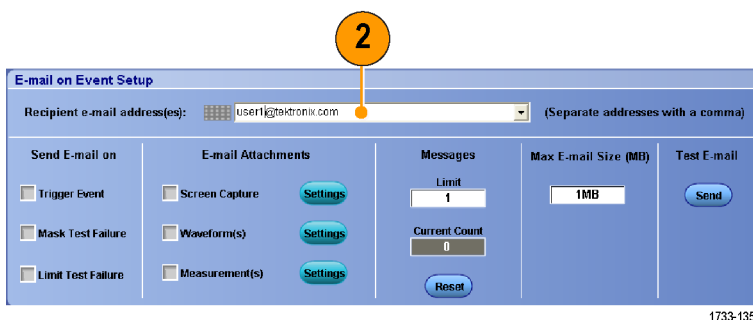 2
E-mail on Event Setup
Recipient e-mail address(es): user1@tektronix.com (Separate addresses with a comma)
Send E-mail on E-mail Attachments Messages Max E-mail Size (MB) Test E-mail
Limit
Trigger Event Screen Capture Settings 1 1MB Send
Mask Test Failure Waveform(s) Settings Current Count
0
Limit Test Failure Measurement(s) Settings Reset
1733-135